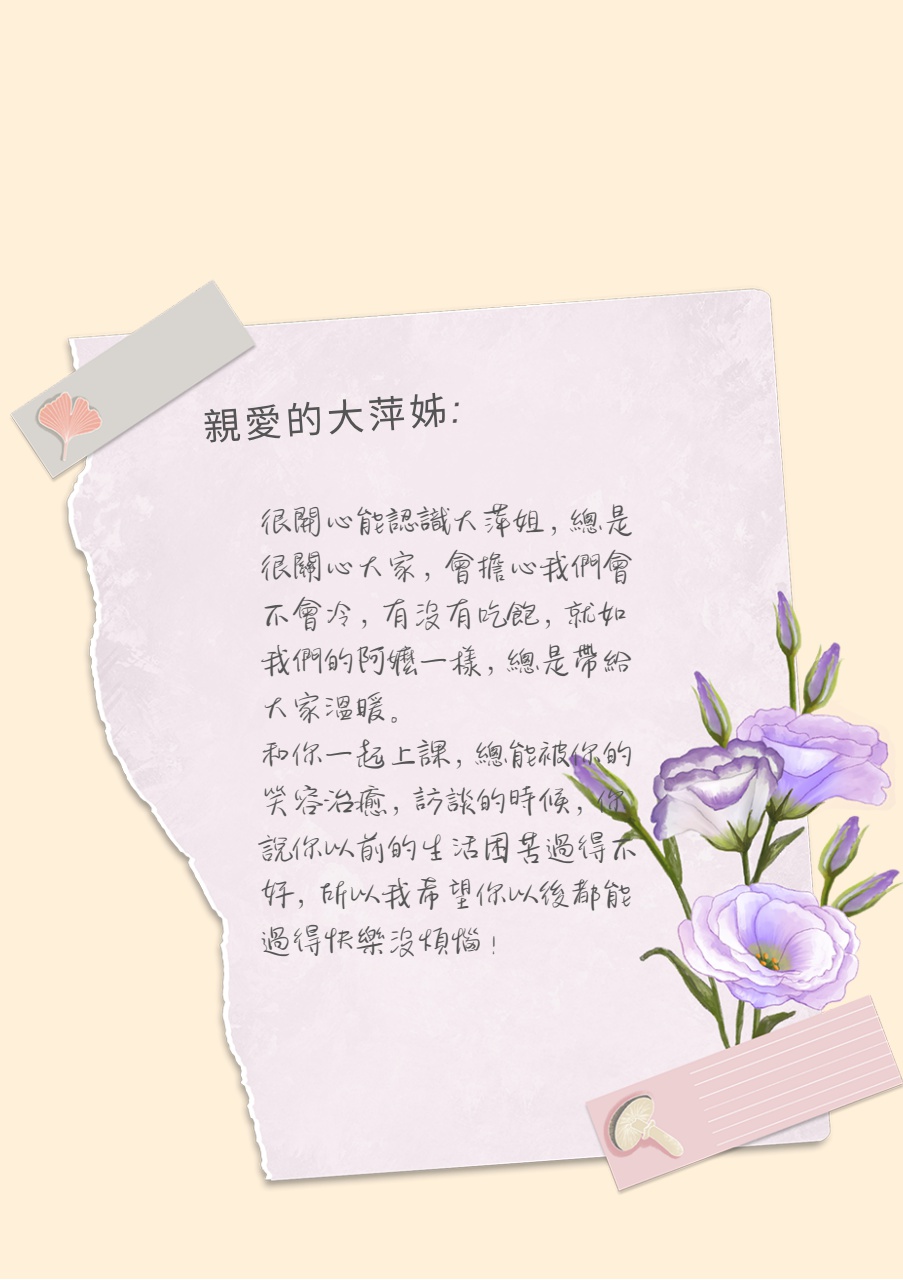 親愛的大萍姊:
很開心能認識大萍姐，總是
很關心大家，會擔心我們會
不會冷，有沒有吃飽，就如
我們的阿嬤一樣，總是帶給
大家溫暖。
和你一起上課，總能被你的
笑容治癒，訪談的時候，你
說你以前的生活困苦過得不
好，所以我希望你以後都能
過得快樂沒煩惱！